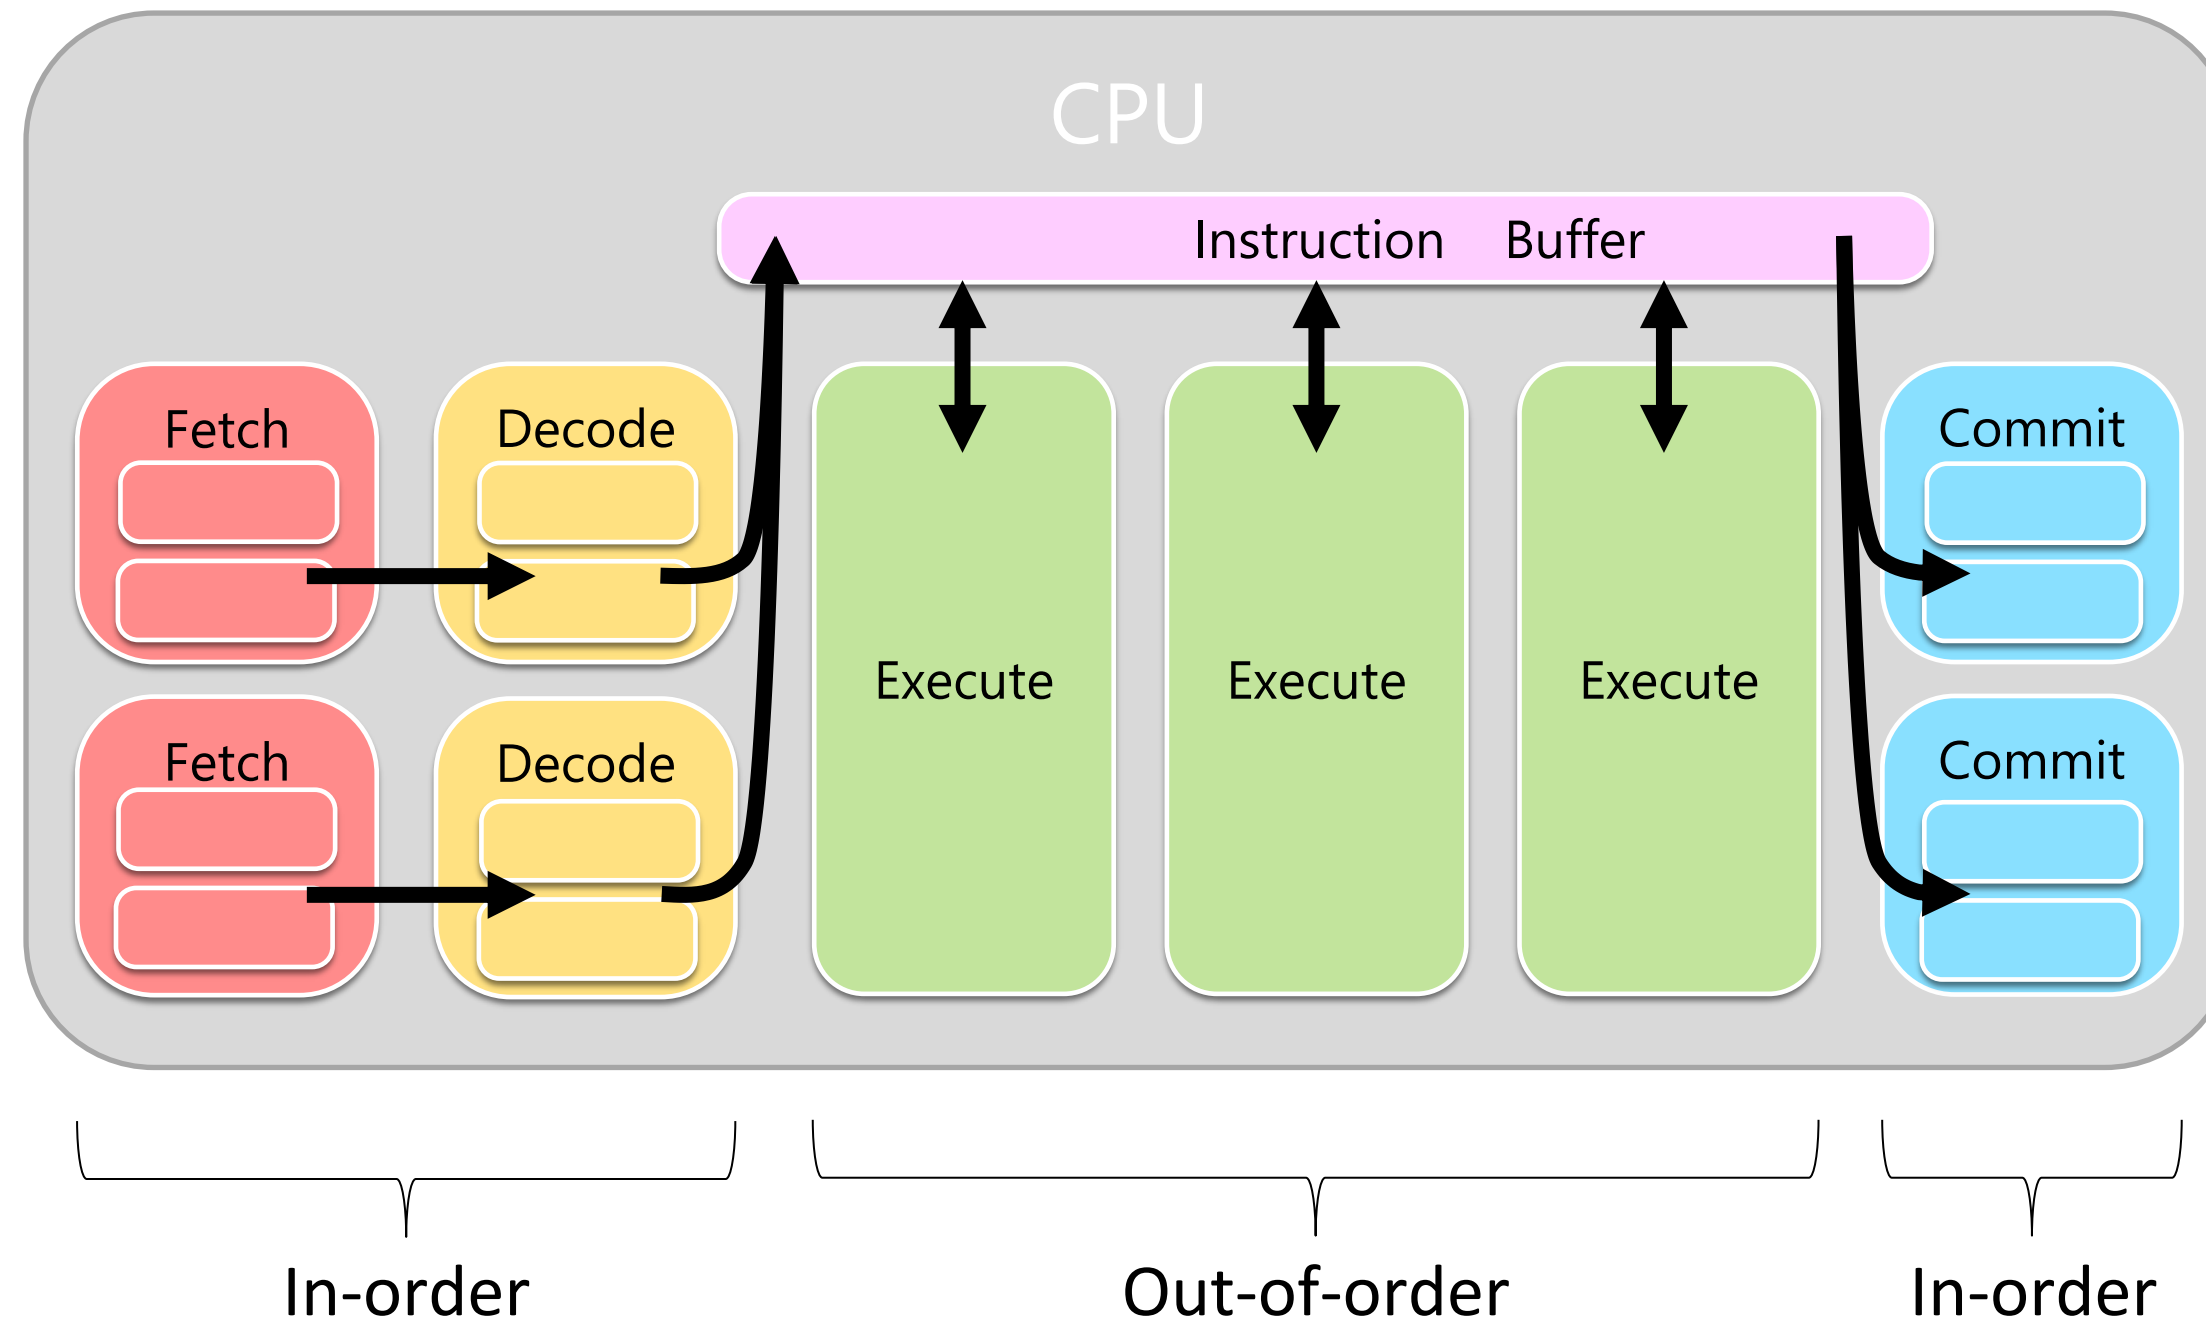 CPU
Instruction Buffer
Fetch
Decode
Commit
Execute
Execute
Execute
Fetch
Decode
Commit
In-order
Out-of-order
In-order